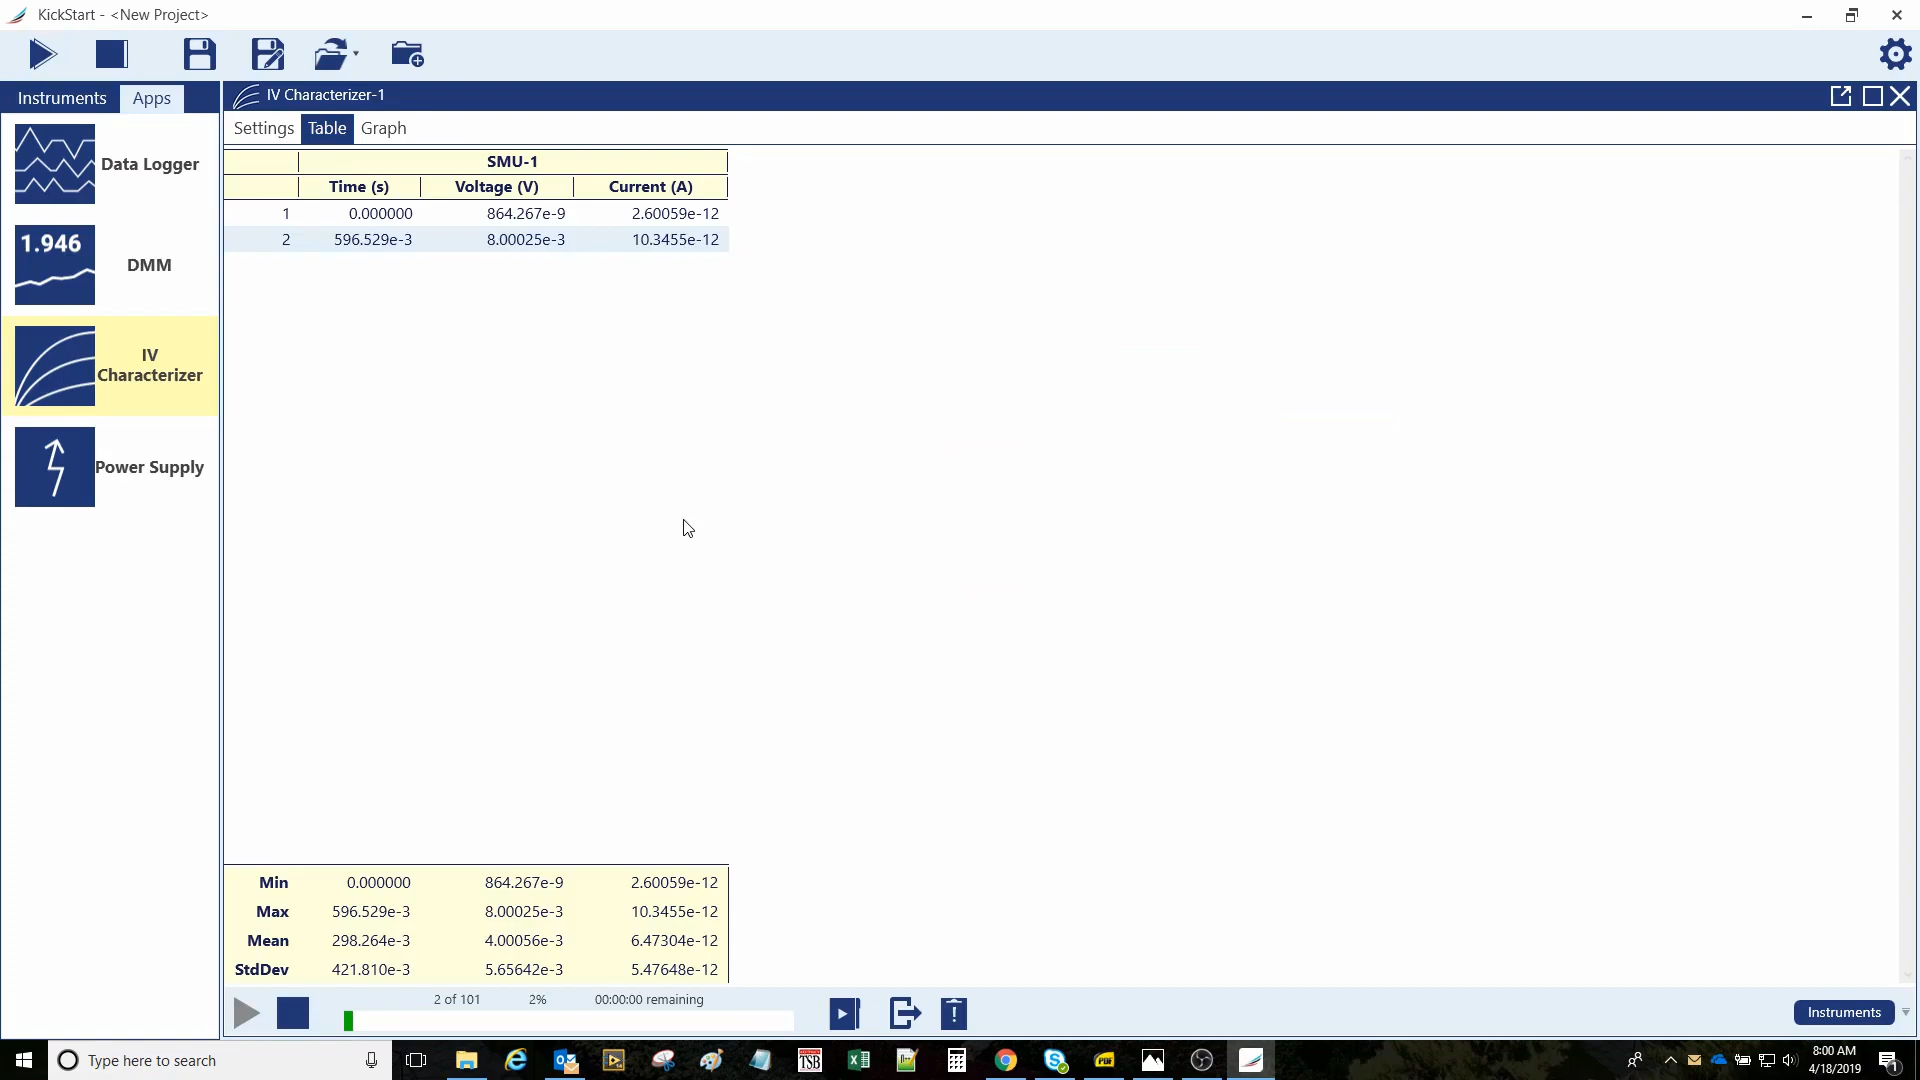 KickStart - <New Project>
Instruments Apps
IV Characterizer-1
Settings Table Graph
Data Logger
1.946
DMM
IV
Characterizer
Power Supply
SMU-1
Time (s) Voltage (V) Current (A)
1 0.000000 864.267e-9 2.60059e-12
2 596.529e-3 8.00025e-3 10.3455e-12
Min 0.000000 864.267e-9 2.60059e-12
Max 596.529e-3 8.00025e-3 10.3455e-12
Mean 298.264e-3 4.00056e-3 6.47304e-12
StdDev 421.810e-3 5.65642e-3 5.47648e-12
2 of 101 2% 00:00:00 remaining
Instruments
Type here to search
TSB
PDF
8:00 AM
4/18/2019
1